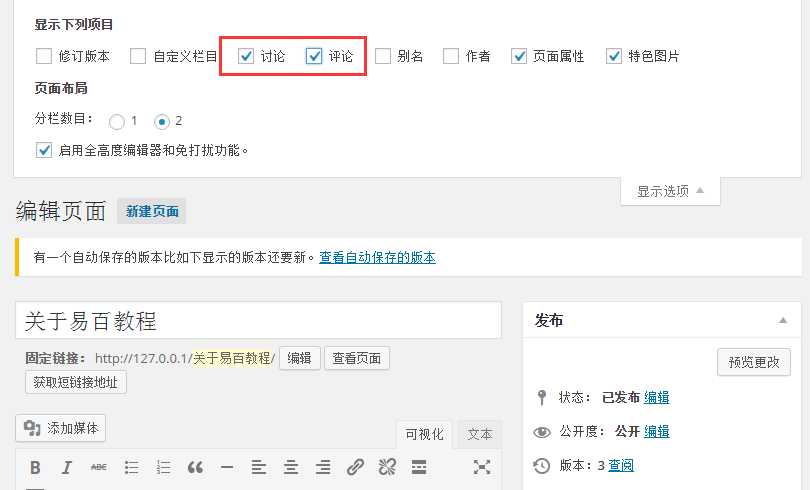 显示下列项目
修订版本 自定义栏目 讨论 评论 别名 作者 页面属性 特色图片
页面布局
分栏数目： 1 2
启用全高度编辑器和免打扰功能。
显示选项
编辑页面 新建页面
有一个自动保存的版本比如下显示的版本还要新。查看自动保存的版本
关于易百教程
固定链接： http://127.0.0.1/关于易百教程/ 编辑 查看页面
获取短链接地址
添加媒体
可视化 文本
B I ABC
发布
预览更改
状态： 已发布 编辑
公开度： 公开 编辑
版本：3 查阅